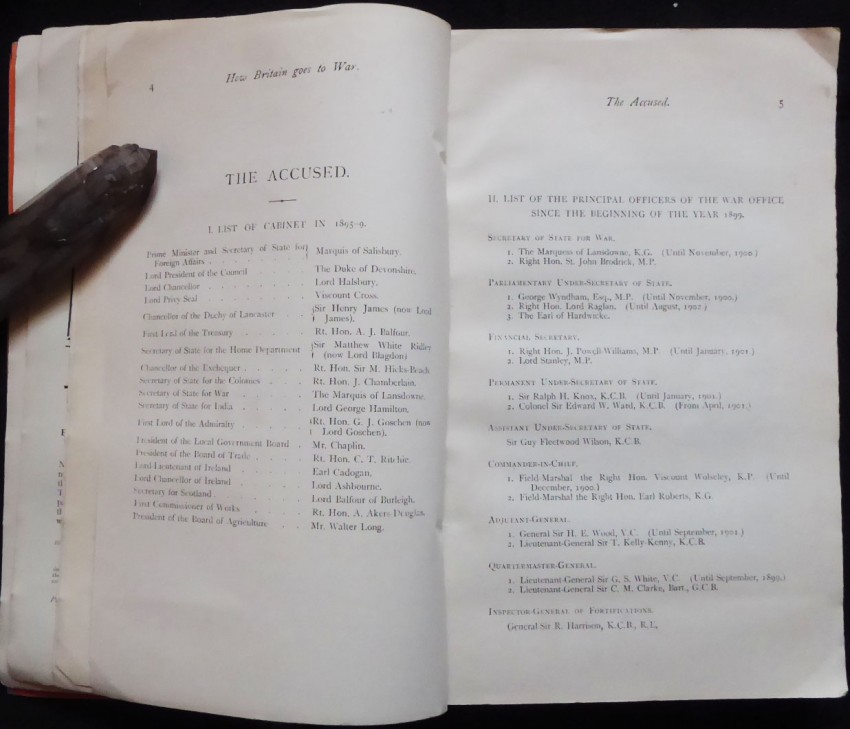 4
How Britain goes to War.
THE ACCUSED.
I. LIST OF CABINET IN 1895-9.
Prime Minister and Secretary of State for Foreign Affairs . . . . . Marquis of Salisbury.
Lord President of the Council The Duke of Devonshire.
Lord Chancellor . . . . . Lord Halsbury.
Lord Privy Seal . . . . . Viscount Cross.
Chancellor of the Duchy of Lancaster . Sir Henry James (now Lord James).
First Lord of the Treasury . . . . Rt. Hon. A. J. Balfour.
Secretary of State for the Home Department Sir Matthew White Ridley (now Lord Blagdon)
Chancellor of the Exchequer . . . . Rt. Hon. Sir M. Hicks-Beach
Secretary of State for the Colonies . . . Rt. Hon. J. Chamberlain.
Secretary of State for War . . . . The Marquis of Lansdowne.
Secretary of State for India . . . . Lord George Hamilton.
First Lord of the Admiralty . . . . Rt. Hon. G. J. Goschen (now Lord Goschen).
President of the Local Government Board . Mr. Chaplin.
President of the Board of Trade . . . Rt. Hon. C. T. Ritchie.
Lord-Lieutenant of Ireland . . . . Earl Cadogan.
Lord Chancellor of Ireland . . . . Lord Ashbourne.
Secretary for Scotland . . . . . Lord Balfour of Burleigh.
First Commissioner of Works . . . Rt. Hon. A. Akers-Douglas.
President of the Board of Agriculture . . Mr. Walter Long.
The Accused. 5
II. LIST OF THE PRINCIPAL OFFICERS OF THE WAR OFFICE
SINCE THE BEGINNING OF THE YEAR 1899.
SECRETARY OF STATE FOR WAR.
1. The Marquess of Lansdowne, K.G. (Until November, 1900.)
2. Right Hon. St. John Brodrick, M.P.
PARLIAMENTARY UNDER-SECRETARY OF STATE.
1. George Wyndham, Esq., M.P. (Until November, 1900.)
2. Right Hon. Lord Raglan. (Until August, 1902.)
3. The Earl of Hardwicke.
FINANCIAL SECRETARY.
1. Right Hon. J. Powell-Williams, M.P. (Until January, 1901.)
2. Lord Stanley, M.P.
PERMANENT UNDER-SECRETARY OF STATE.
1. Sir Ralph H. Knox, K.C.B. (Until January, 1901.)
2. Colonel Sir Edward W. Ward, K.C.B. (From April, 1901.)
ASSISTANT UNDER-SECRETARY OF STATE.
Sir Guy Fleetwood Wilson, K.C.B.
COMMANDER-IN-CHIEF.
1. Field-Marshal the Right Hon. Viscount Wolseley, K.P. (Until
December, 1900.)
2. Field-Marshal the Right Hon. Earl Roberts, K.G.
ADJUTANT-GENERAL.
1. General Sir H. E. Wood, V.C. (Until September, 1901.)
2. Lieutenant-General Sir T. Kelly-Kenny, K.C.B.
QUARTERMASTER-GENERAL.
1. Lieutenant-General Sir G. S. White, V.C. (Until September, 1899.)
2. Lieutenant-General Sir C. M. Clarke, Bart., G.C.B.
INSPECTOR-GENERAL OF FORTIFICATIONS.
General Sir R. Harrison, K.C.B., R.E.